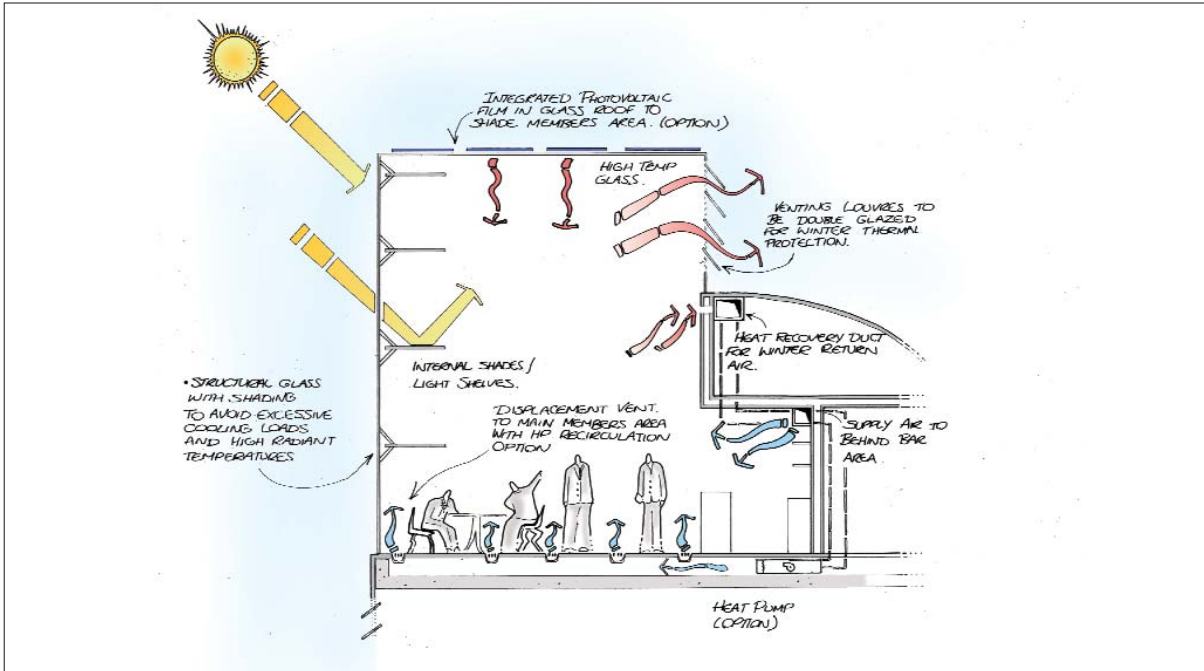 INTEGRATED PHOTOVOLTAIC
FILM IN GLASS ROOF TO
SHADE MEMBERS AREA. (OPTION)
HIGH TEMP
GLASS.
VENTING LOUVRES TO
BE DOUBLE GLAZED
FOR WINTER THERMAL
PROTECTION.
HEAT RECOVERY DUCT
FOR WINTER RETURN
AIR.
INTERNAL SHADES/
LIGHT SHELVES.
• STRUCTURAL GLASS
WITH SHADING
TO AVOID EXCESSIVE
COOLING LOADS
AND HIGH RADIANT
TEMPERATURES
DISPLACEMENT VENT.
TO MAIN MEMBERS AREA
WITH HP RECIRCULATION
OPTION
SUPPLY AIR TO
BEHIND BAR
AREA
HEAT PUMP
(OPTION)